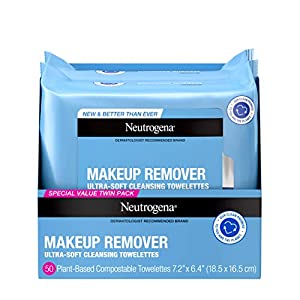 NEW & BETTER THAN EVER
Neutrogena®
DERMATOLOGIST RECOMMENDED BRAND
MAKEUP REMOVER
ULTRA-SOFT CLEANSING TOWELETTES
SPECIAL VALUE TWIN PACK
Neutrogena®
DERMATOLOGIST RECOMMENDED BRAND
MAKEUP REMOVER
ULTRA-SOFT CLEANSING TOWELETTES
50 Plant-Based Compostable Towelettes 7.2" x 6.4" (18.5 x 16.5 cm)